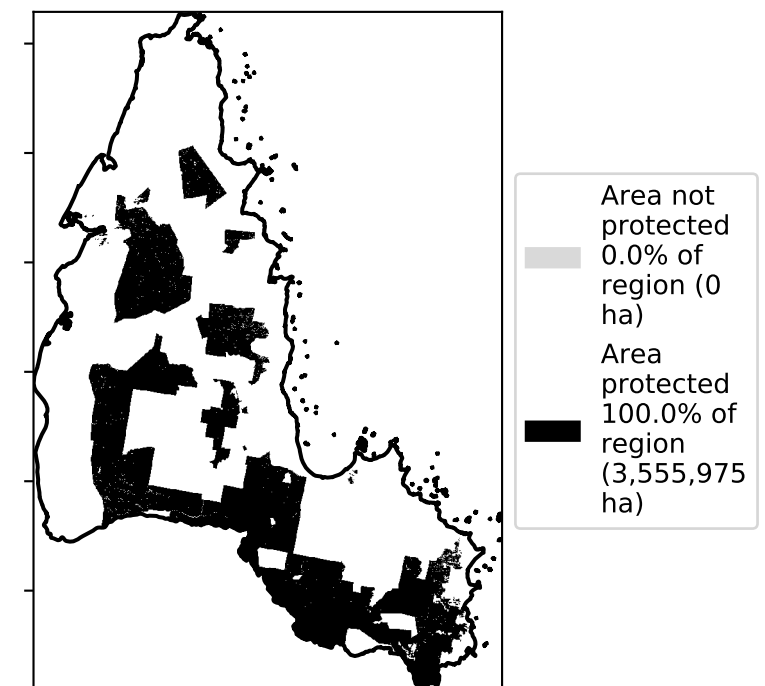 Area not
protected
0.0% of
region (0
ha)
Area
protected
100.0% of
region
(3,555,975
ha)